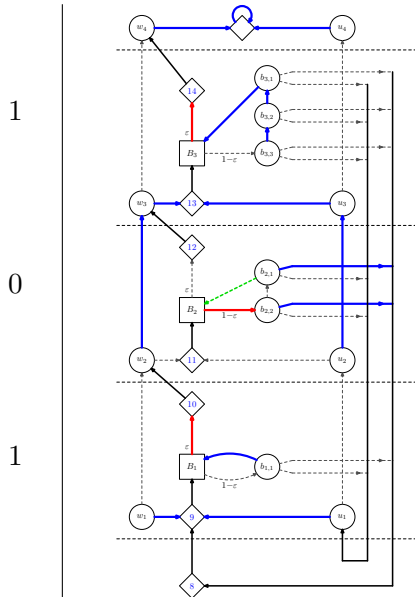 w₄ u₄
14
b₃,₁
1
b₃,₂
ε
B₃ 1−ε b₃,₃
w₃ 13 u₃
12
b₂,₁
0
ε
B₂ 1−ε b₂,₂
w₂ 11 u₂
10
1
ε
B₁ 1−ε b₁,₁
w₁ 9 u₁
8